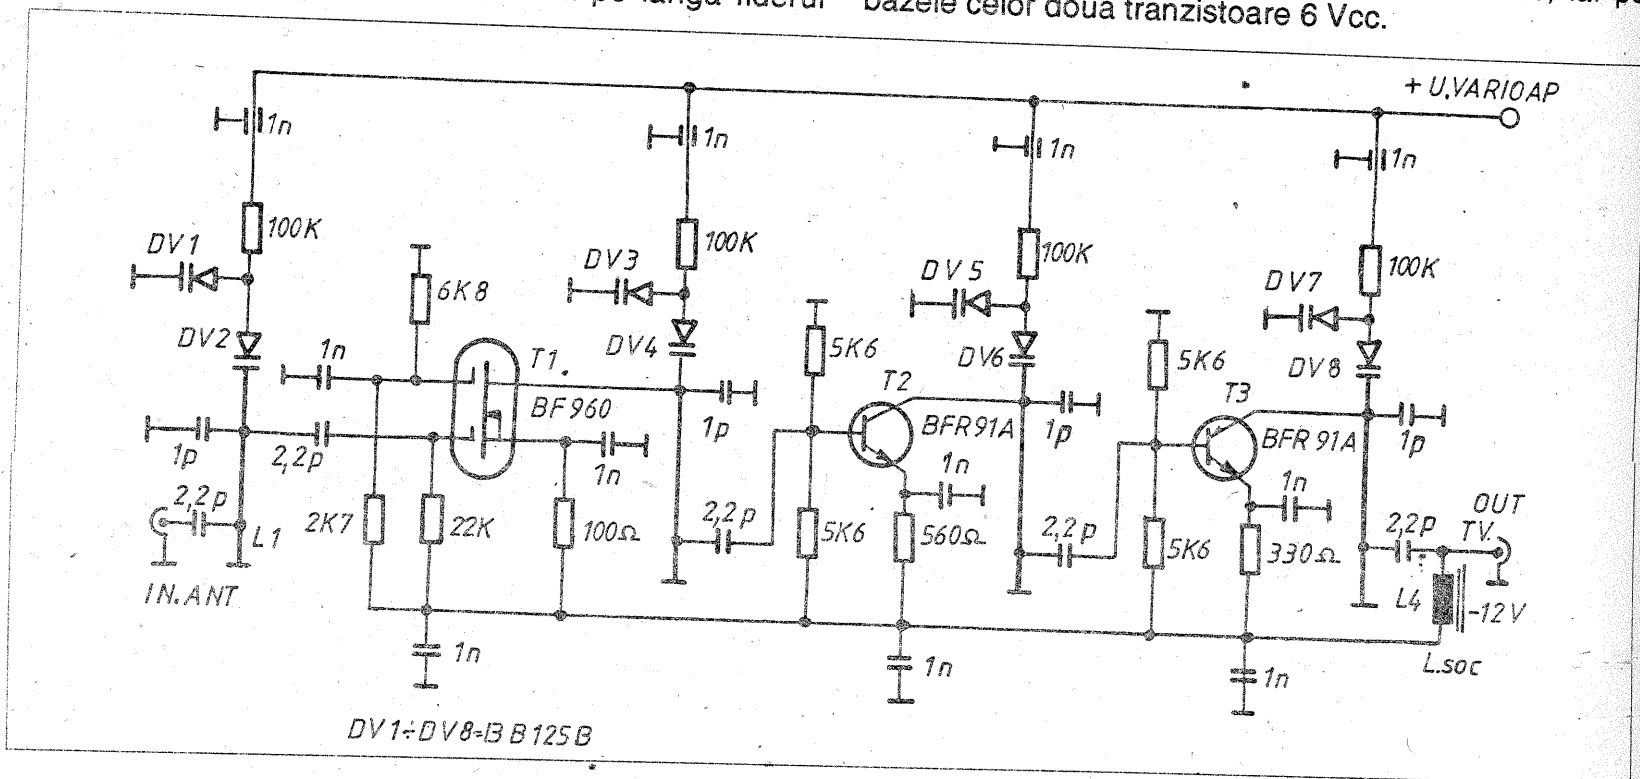 bazele celor două tranzistoare 6 Vcc.
+ U.VARIOAP
1n
1n
1n
1n
100K
100K
100K
100K
DV1
DV3
DV5
DV7
6K8
DV2
1n
T1.
DV4
5K6
DV6
5K6
DV8
BF960
T2
T3
1p
BFR91A
1p
BFR91A
1p
1p
2,2p
1n
1n
1n
2,2p
2K7
22K
100Ω
2,2p
5K6
560Ω
2,2p
5K6
330Ω
2,2p
OUT
TV.
L1
IN.ANT
L4
-12V
1n
1n
1n
L.soc
DV1÷DV8=BB125B